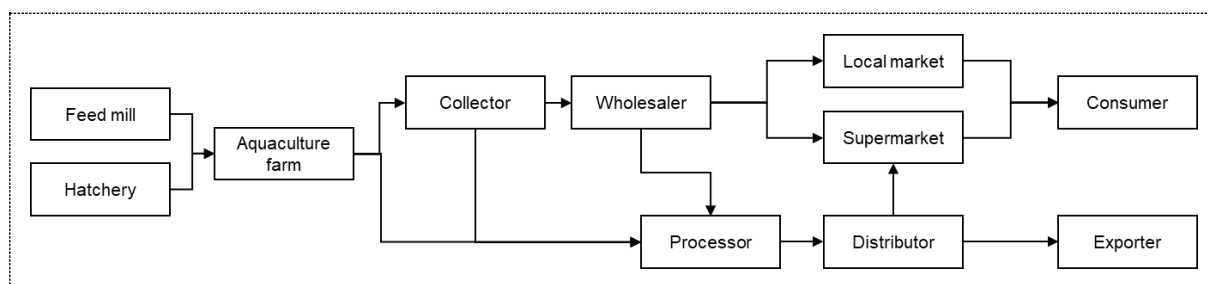 Feed mill
Hatchery
Aquaculture
farm
Collector
Wholesaler
Local market
Supermarket
Consumer
Processor
Distributor
Exporter